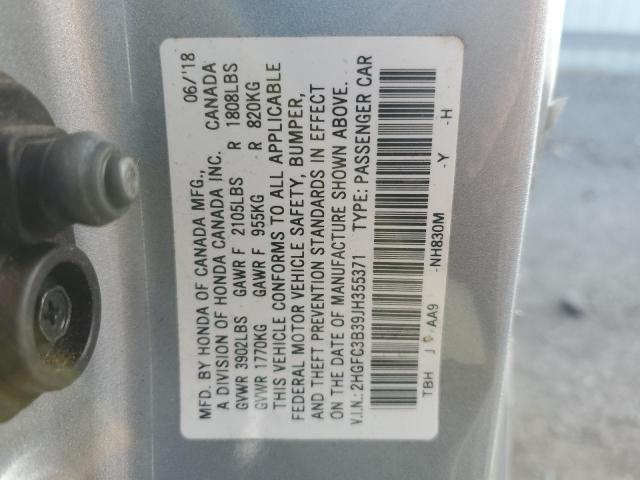 MFD. BY HONDA OF CANADA MFG., 06/'18
A DIVISION OF HONDA CANADA INC. CANADA
GVWR 3902LBS GAWR F 2105LBS R 1808LBS
GVWR 1770KG GAWR F 955KG R 820KG
THIS VEHICLE CONFORMS TO ALL APPLICABLE
FEDERAL MOTOR VEHICLE SAFETY, BUMPER,
AND THEFT PREVENTION STANDARDS IN EFFECT
ON THE DATE OF MANUFACTURE SHOWN ABOVE.
V.I.N.: 2HGFC3B39JH355371 TYPE: PASSENGER CAR
TBH J AA9 -NH830M -Y -H